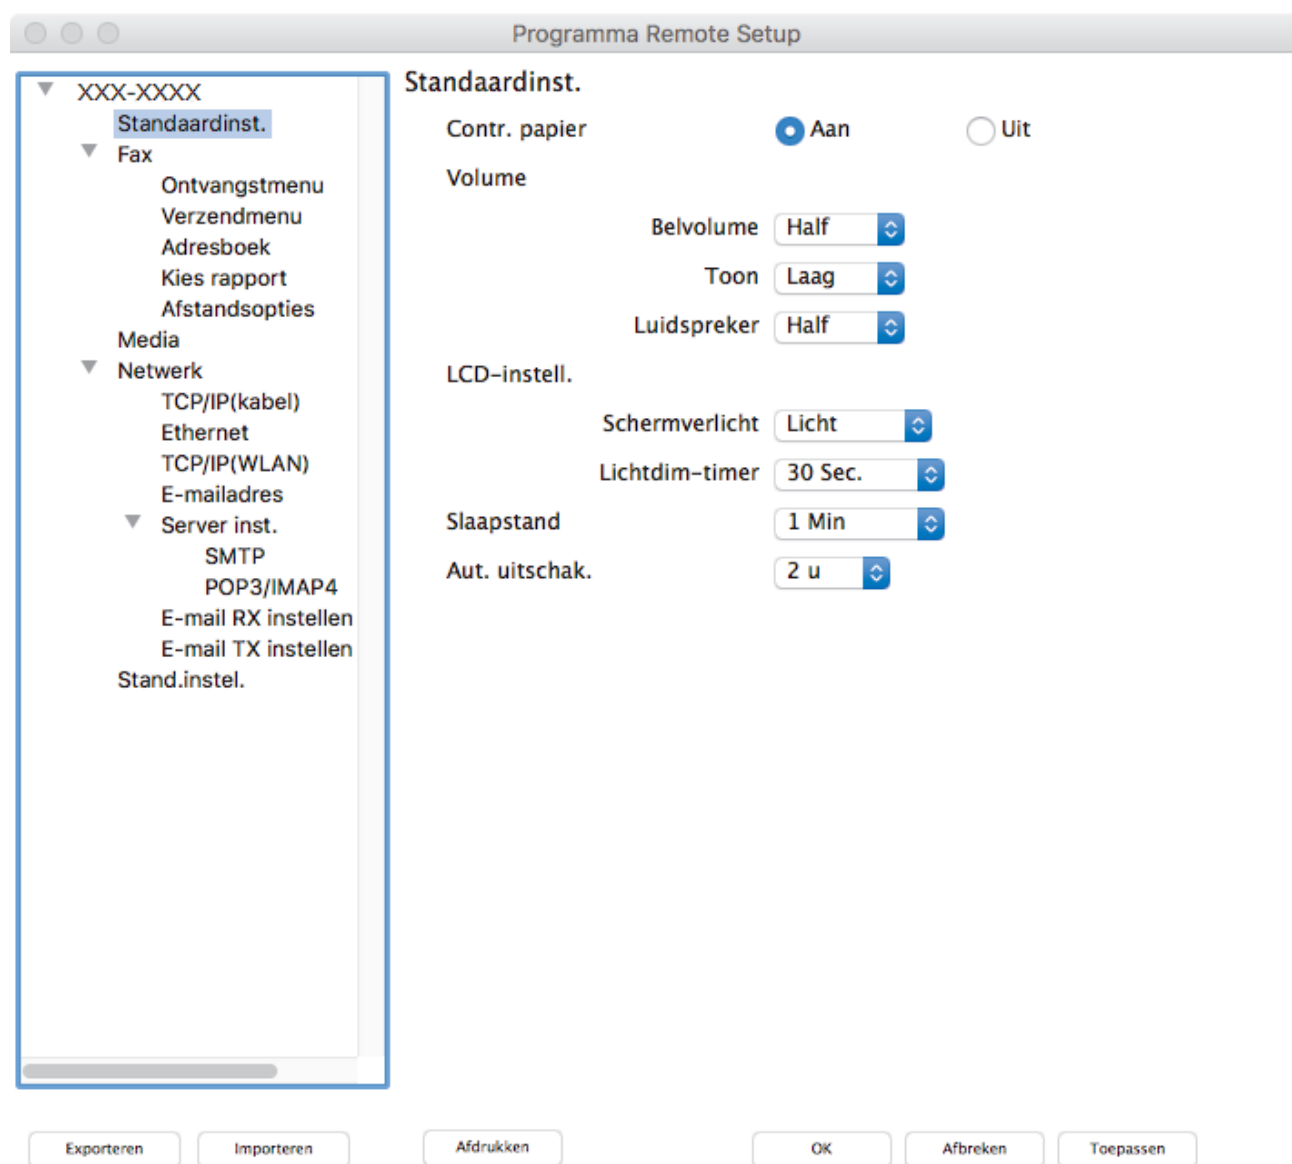 Programma Remote Setup
XXX-XXXX
Standaardinst.
Fax
Ontvangstmenu
Verzendmenu
Adresboek
Kies rapport
Afstandsopties
Media
Netwerk
TCP/IP(kabel)
Ethernet
TCP/IP(WLAN)
E-mailadres
Server inst.
SMTP
POP3/IMAP4
E-mail RX instellen
E-mail TX instellen
Stand.instel.
Standaardinst.
Contr. papier Aan Uit
Volume
Belvolume Half
Toon Laag
Luidspreker Half
LCD-instell.
Schermverlicht Licht
Lichtdim-timer 30 Sec.
Slaapstand 1 Min
Aut. uitschak. 2 u
Exporteren Importeren Afdrukken OK Afbreken Toepassen